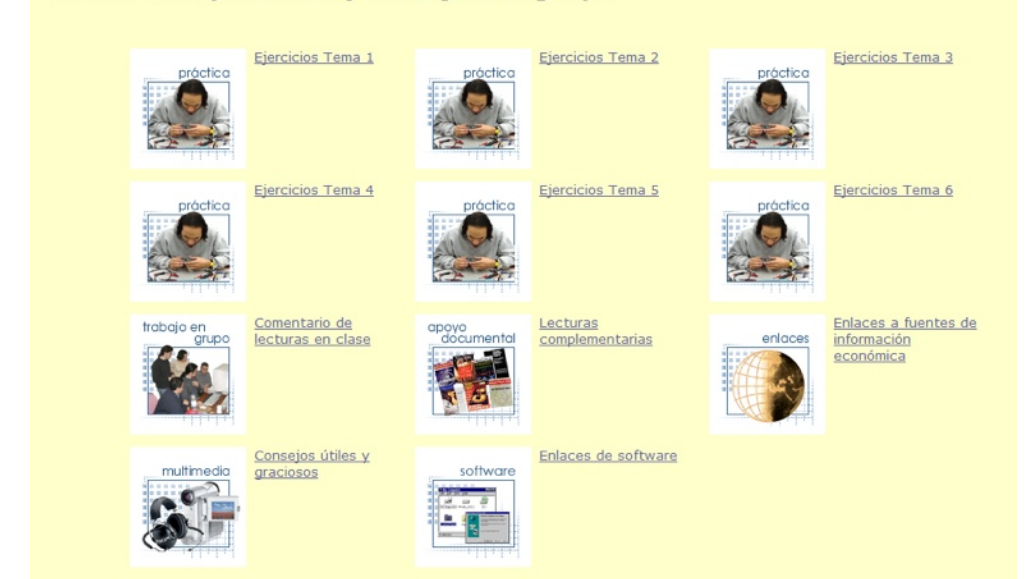 práctica
Ejercicios Tema 1
práctica
Ejercicios Tema 2
práctica
Ejercicios Tema 3
práctica
Ejercicios Tema 4
práctica
Ejercicios Tema 5
práctica
Ejercicios Tema 6
trabajo en
grupo
Comentario de
lecturas en clase
apoyo
documental
Lecturas
complementarias
enlaces
Enlaces a fuentes de
información
económica
multimedia
Consejos útiles y
graciosos
software
Enlaces de software